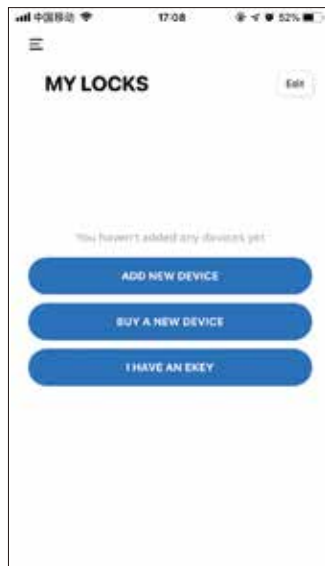 中国移动 17:08 52%
MY LOCKS
Edit
You haven't added any devices yet
ADD NEW DEVICE
BUY A NEW DEVICE
I HAVE AN EKEY